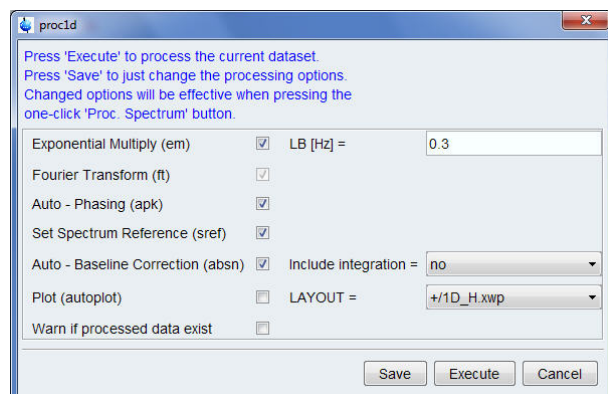 proc1d
Press 'Execute' to process the current dataset.
Press 'Save' to just change the processing options.
Changed options will be effective when pressing the
one-click 'Proc. Spectrum' button.
Exponential Multiply (em) LB [Hz] = 0.3
Fourier Transform (ft)
Auto - Phasing (apk)
Set Spectrum Reference (sref)
Auto - Baseline Correction (absn) Include integration = no
Plot (autoplot) LAYOUT = +/1D_H.xwp
Warn if processed data exist
Save Execute Cancel